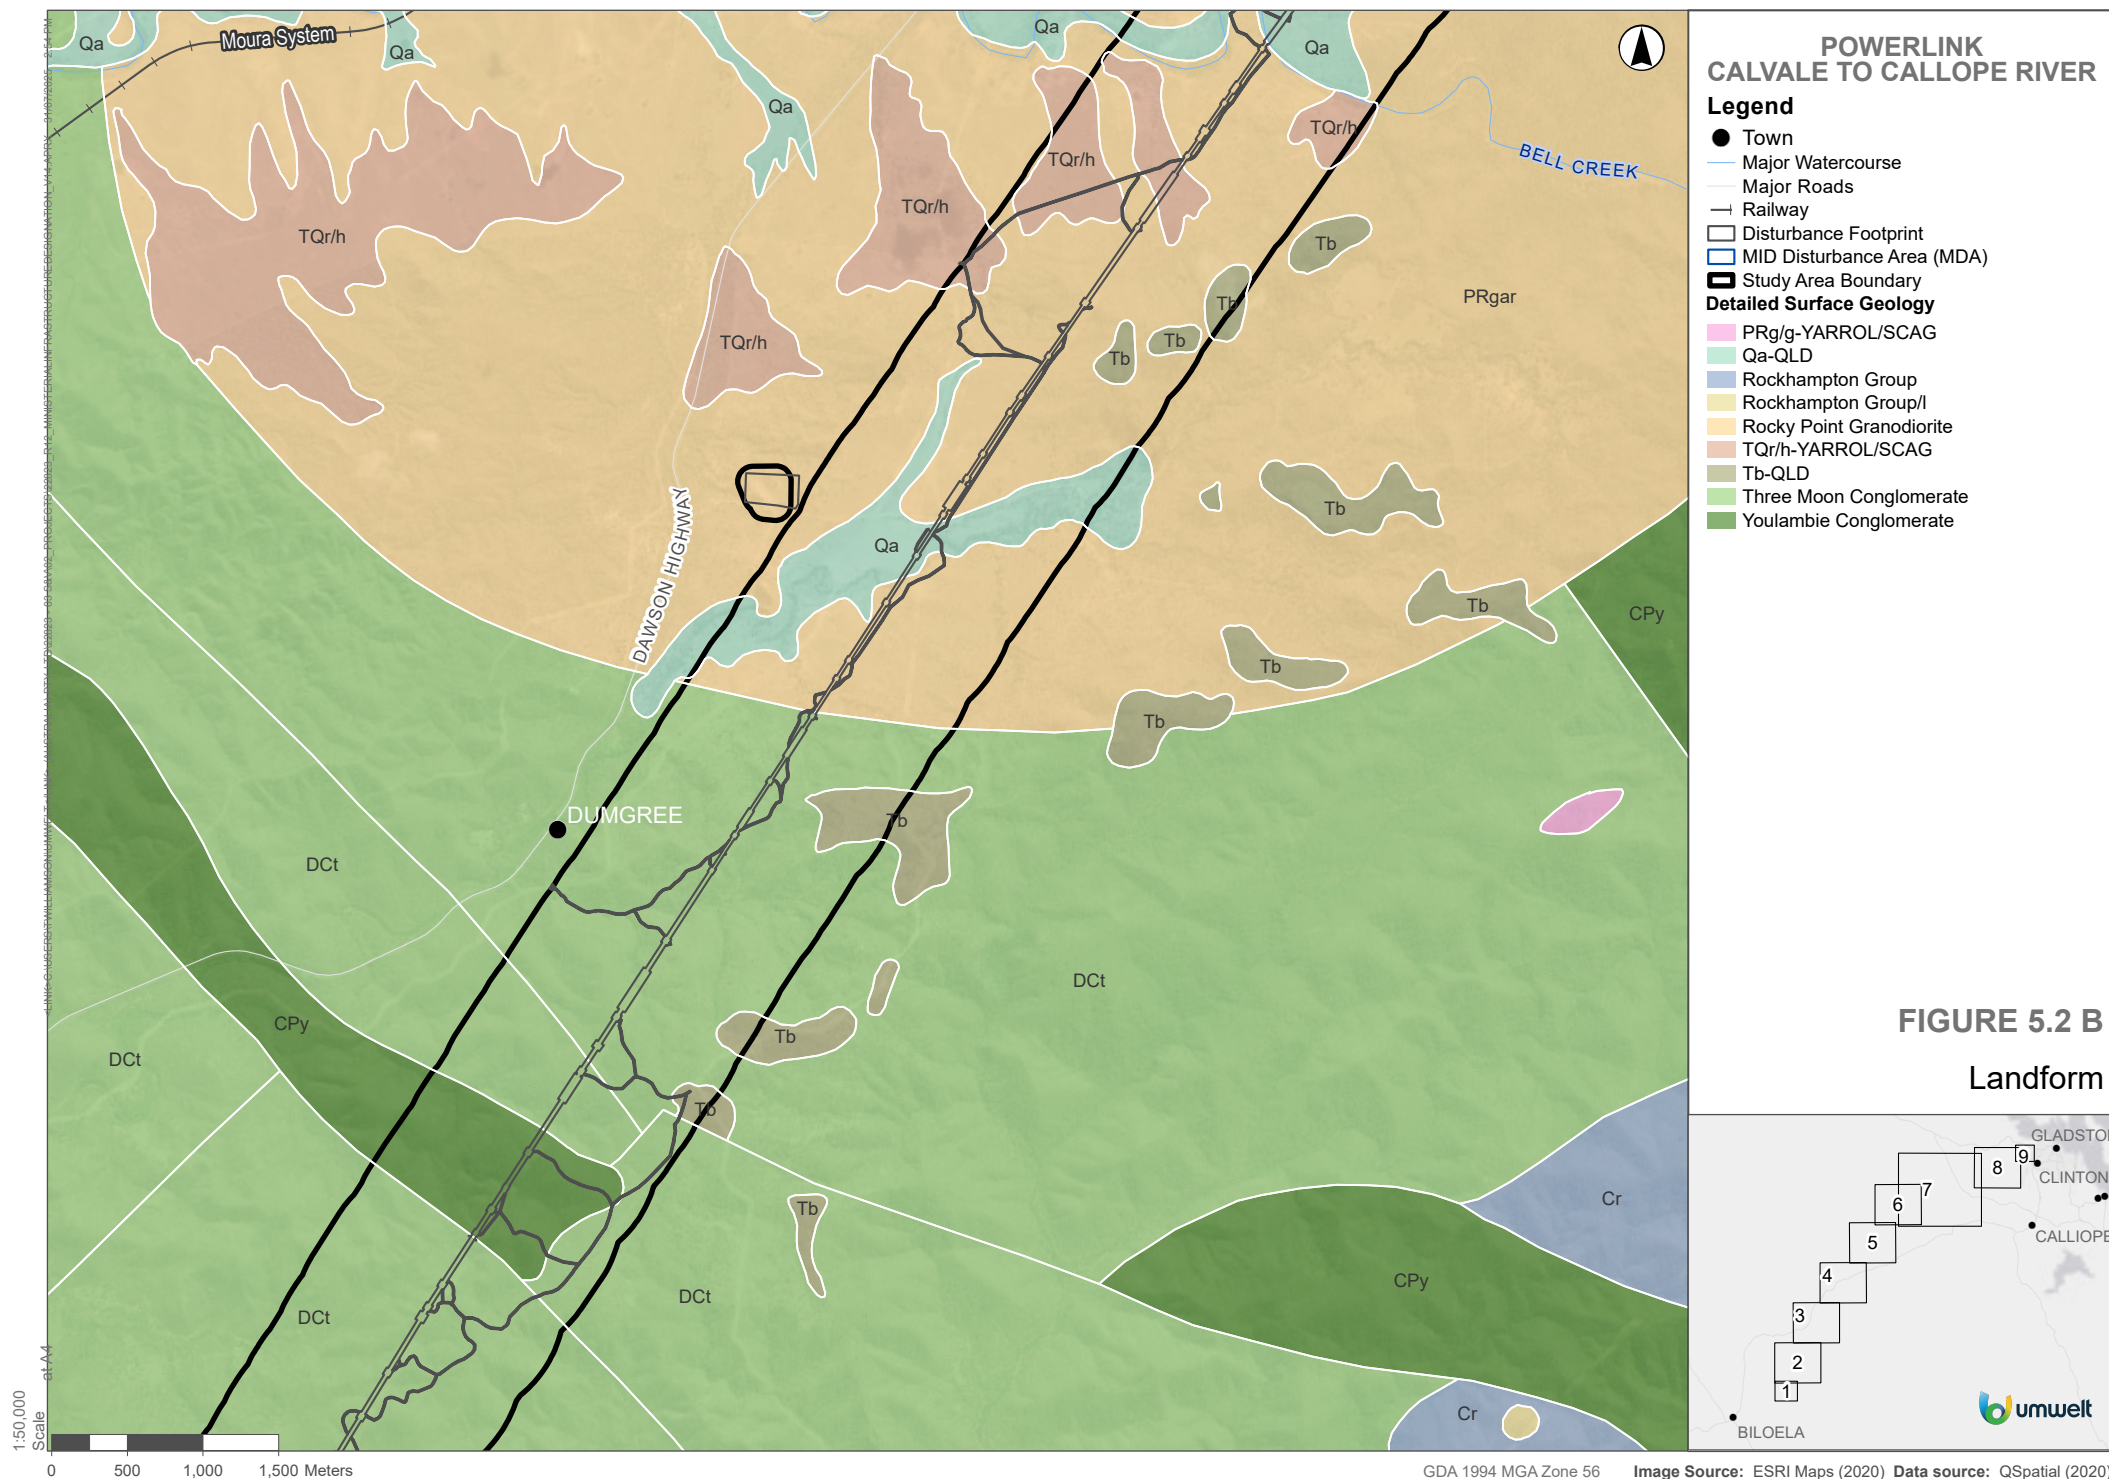 POWERLINK
CALVALE TO CALLOPE RIVER
Legend
Town
Major Watercourse
Major Roads
Railway
Disturbance Footprint
MID Disturbance Area (MDA)
Study Area Boundary
Detailed Surface Geology
PRg/g-YARROL/SCAG
Qa-QLD
Rockhampton Group
Rockhampton Group/l
Rocky Point Granodiorite
TQr/h-YARROL/SCAG
Tb-QLD
Three Moon Conglomerate
Youlambie Conglomerate
Qa
Moura System
Qa
Qa
Qa
Qa
TQr/h
TQr/h
TQr/h
TQr/h
TQr/h
BELL CREEK
Tb
Tb
Tb
Tb
PRgar
DAWSON HIGHWAY
Qa
Tb
Tb
CPy
Tb
Tb
DUMGREE
Tb
DCt
DCt
CPy
DCt
Tb
Tb
Tb
DCt
DCt
CPy
Cr
Cr
FIGURE 5.2 B
Landform
GLADSTO
CLINTON
CALLIOPE
BILOELA
9
8
7
6
5
4
3
2
1
umwelt
1:50,000
Scale
at A4
0 500 1,000 1,500 Meters
GDA 1994 MGA Zone 56 Image Source: ESRI Maps (2020) Data source: QSpatial (2020)